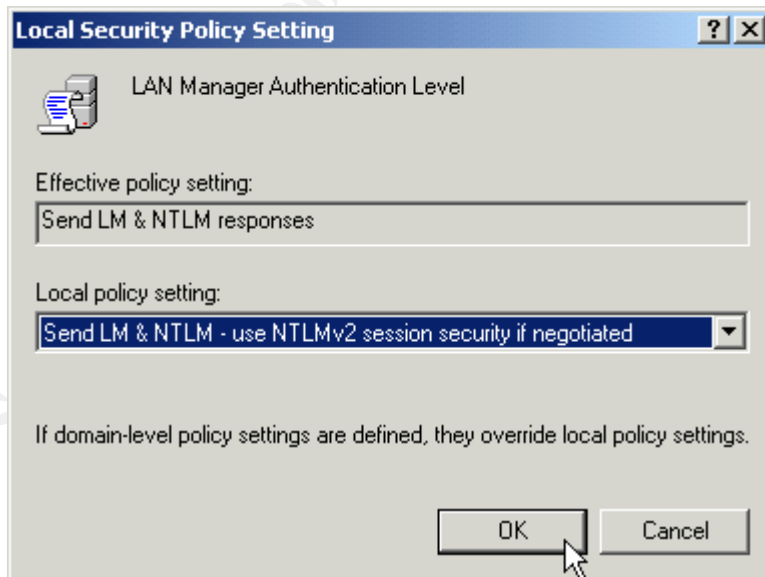 Local Security Policy Setting
LAN Manager Authentication Level
Effective policy setting:
Send LM & NTLM responses
Local policy setting:
Send LM & NTLM - use NTLMv2 session security if negotiated
If domain-level policy settings are defined, they override local policy settings.
OK Cancel